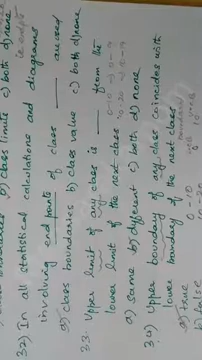 b) class limits c) both d) none
32) In all statistical calculations and diagrams
involving end points of class ____ are used
a) class boundaries b) class value c) both d) none
33. Upper limit of any class is ____ from the
lower limit of the next class
a) same b) different c) both d) none
34) Upper boundary of any class coincides with
lower boundary of the next class
a) true
b) false